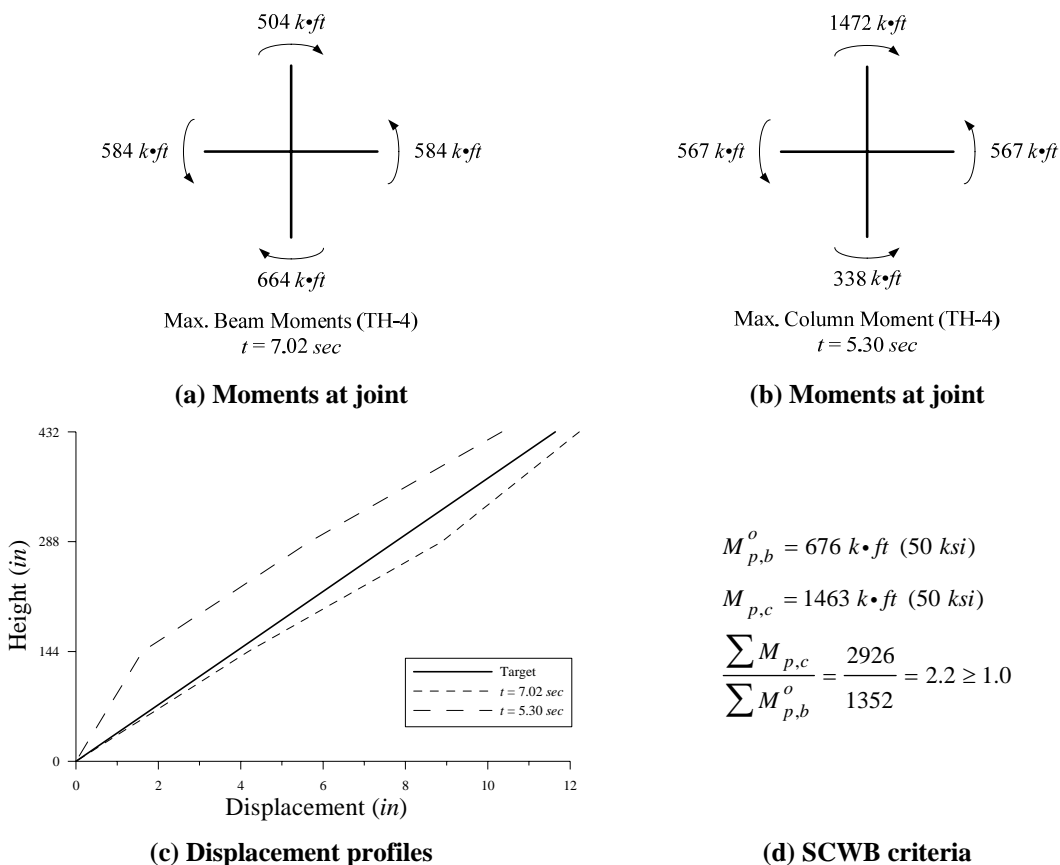 504 k•ft
584 k•ft
584 k•ft
664 k•ft
Max. Beam Moments (TH-4)
t = 7.02 sec
(a) Moments at joint
1472 k•ft
567 k•ft
567 k•ft
338 k•ft
Max. Column Moment (TH-4)
t = 5.30 sec
(b) Moments at joint
432
288
144
0
Height (in)
0 2 4 6 8 10 12
Displacement (in)
Target
t = 7.02 sec
t = 5.30 sec
(c) Displacement profiles
M^o_{p,b} = 676 k•ft (50 ksi)
M_{p,c} = 1463 k•ft (50 ksi)
∑M_{p,c} / ∑M^o_{p,b} = 2926 / 1352 = 2.2 ≥ 1.0
(d) SCWB criteria